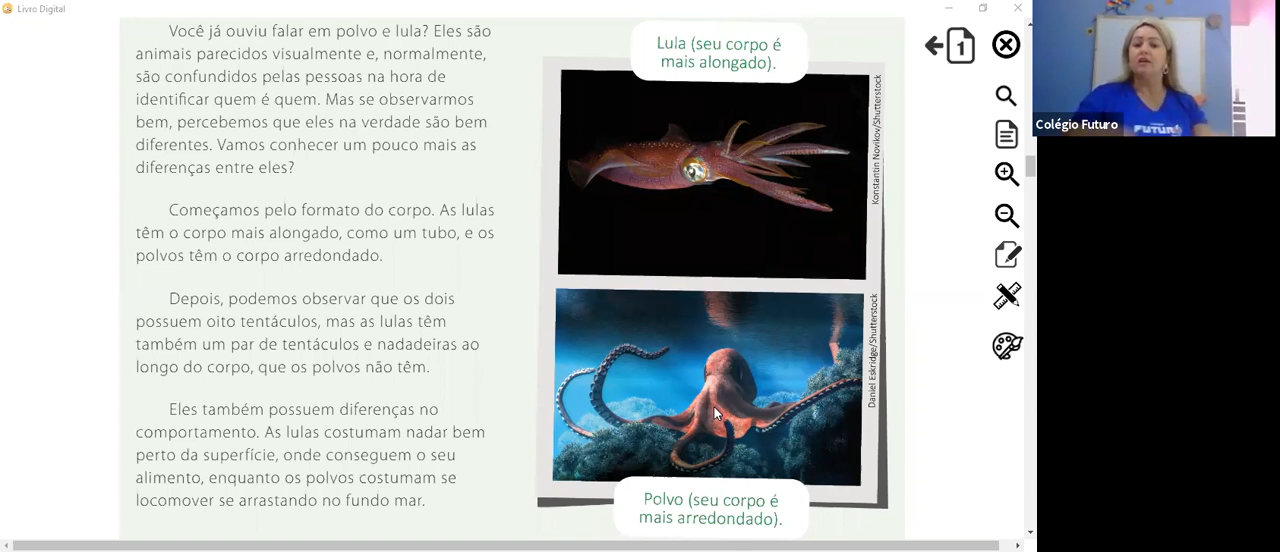 Livro Digital
Você já ouviu falar em polvo e lula? Eles são
animais parecidos visualmente e, normalmente,
são confundidos pelas pessoas na hora de
identificar quem é quem. Mas se observarmos
bem, percebemos que eles na verdade são bem
diferentes. Vamos conhecer um pouco mais as
diferenças entre eles?
Começamos pelo formato do corpo. As lulas
têm o corpo mais alongado, como um tubo, e os
polvos têm o corpo arredondado.
Depois, podemos observar que os dois
possuem oito tentáculos, mas as lulas têm
também um par de tentáculos e nadadeiras ao
longo do corpo, que os polvos não têm.
Eles também possuem diferenças no
comportamento. As lulas costumam nadar bem
perto da superfície, onde conseguem o seu
alimento, enquanto os polvos costumam se
locomover se arrastando no fundo mar.
Lula (seu corpo é
mais alongado).
Konstantin Novikov/Shutterstock
Daniel Eskridge/Shutterstock
Polvo (seu corpo é
mais arredondado).
1
Colégio Futuro
FUTURO